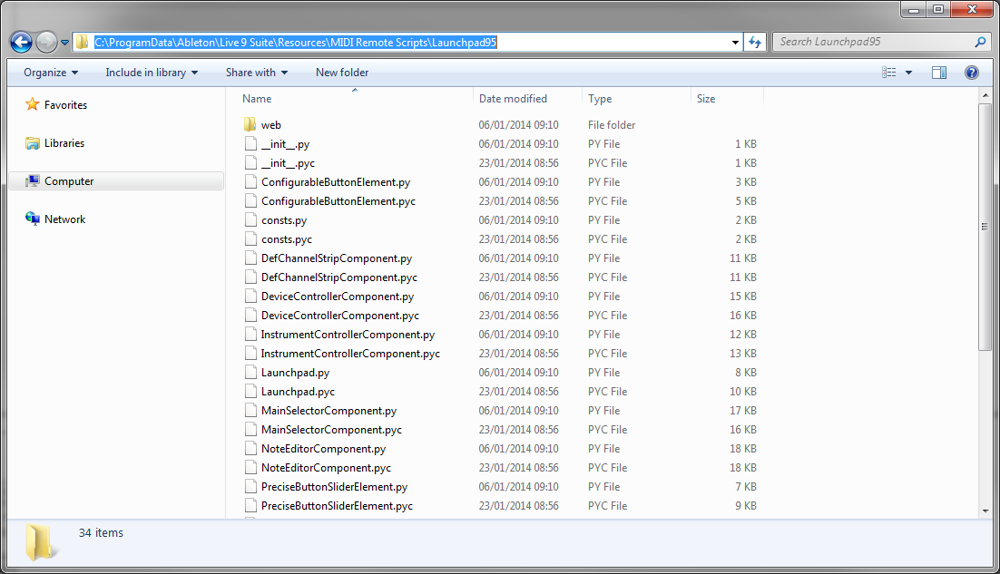 C:\ProgramData\Ableton\Live 9 Suite\Resources\MIDI Remote Scripts\Launchpad95 Search Launchpad95
Organize Include in library Share with New folder
Favorites
Libraries
Computer
Network
Name Date modified Type Size
web 06/01/2014 09:10 File folder
__init__.py 06/01/2014 09:10 PY File 1 KB
__init__.pyc 23/01/2014 08:56 PYC File 1 KB
ConfigurableButtonElement.py 06/01/2014 09:10 PY File 3 KB
ConfigurableButtonElement.pyc 23/01/2014 08:56 PYC File 5 KB
consts.py 06/01/2014 09:10 PY File 2 KB
consts.pyc 23/01/2014 08:56 PYC File 2 KB
DefChannelStripComponent.py 06/01/2014 09:10 PY File 11 KB
DefChannelStripComponent.pyc 23/01/2014 08:56 PYC File 11 KB
DeviceControllerComponent.py 06/01/2014 09:10 PY File 15 KB
DeviceControllerComponent.pyc 23/01/2014 08:56 PYC File 16 KB
InstrumentControllerComponent.py 06/01/2014 09:10 PY File 12 KB
InstrumentControllerComponent.pyc 23/01/2014 08:56 PYC File 13 KB
Launchpad.py 06/01/2014 09:10 PY File 8 KB
Launchpad.pyc 23/01/2014 08:56 PYC File 10 KB
MainSelectorComponent.py 06/01/2014 09:10 PY File 17 KB
MainSelectorComponent.pyc 23/01/2014 08:56 PYC File 16 KB
NoteEditorComponent.py 06/01/2014 09:10 PY File 18 KB
NoteEditorComponent.pyc 23/01/2014 08:56 PYC File 18 KB
PreciseButtonSliderElement.py 06/01/2014 09:10 PY File 7 KB
PreciseButtonSliderElement.pyc 23/01/2014 08:56 PYC File 9 KB
34 items